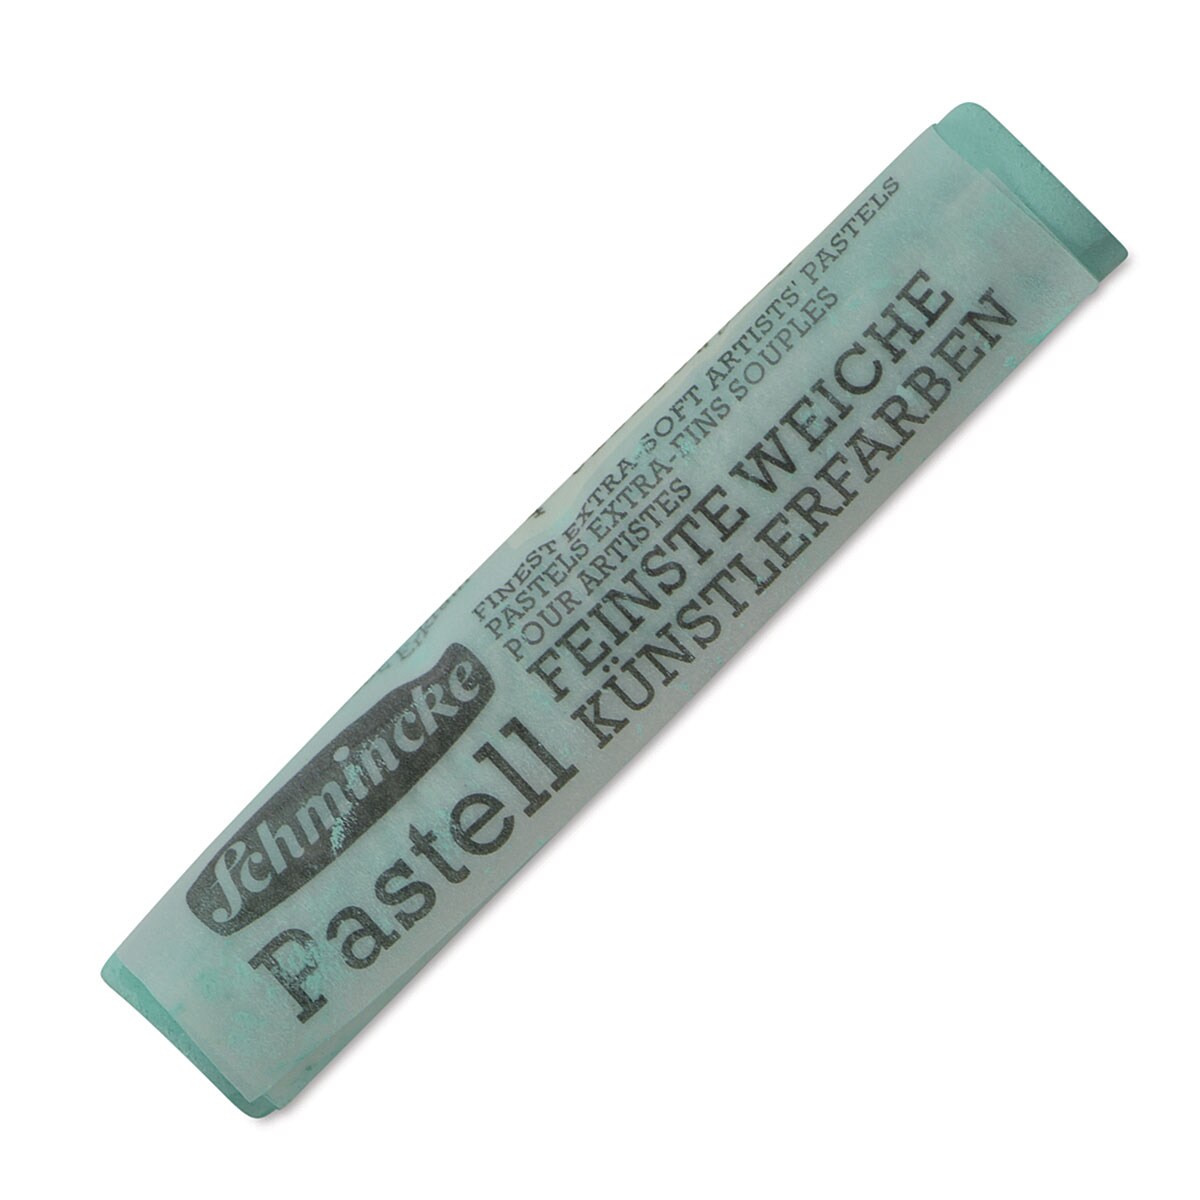 Schmincke
Pastell
FINEST EXTRA-SOFT ARTISTS' PASTELS
PASTELS EXTRA-FINS SOUPLES
POUR ARTISTES
FEINSTE WEICHE
KÜNSTLERFARBEN